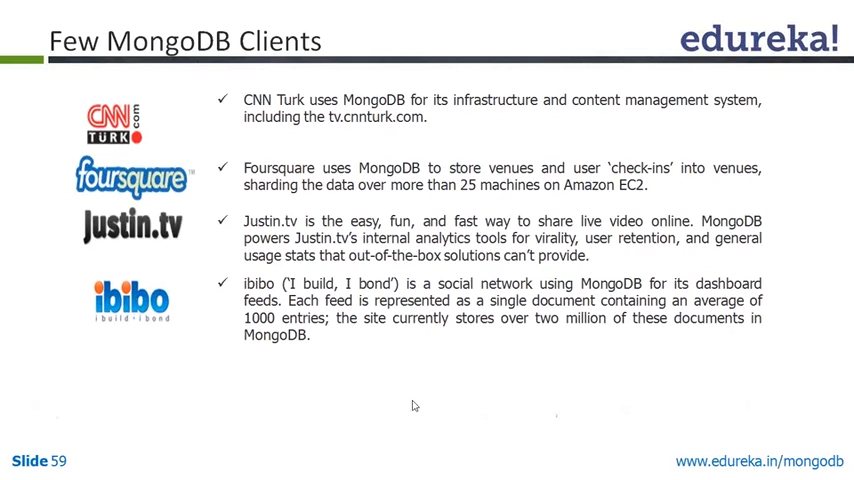 Few MongoDB Clients
edureka!
CNN
TÜRK
com
✓ CNN Turk uses MongoDB for its infrastructure and content management system,
including the tv.cnnturk.com.
foursquare™
✓ Foursquare uses MongoDB to store venues and user ‘check-ins’ into venues,
sharding the data over more than 25 machines on Amazon EC2.
Justin.tv
✓ Justin.tv is the easy, fun, and fast way to share live video online. MongoDB
powers Justin.tv’s internal analytics tools for virality, user retention, and general
usage stats that out-of-the-box solutions can’t provide.
ibibo
i build · i bond
✓ ibibo (‘I build, I bond’) is a social network using MongoDB for its dashboard
feeds. Each feed is represented as a single document containing an average of
1000 entries; the site currently stores over two million of these documents in
MongoDB.
Slide 59
www.edureka.in/mongodb